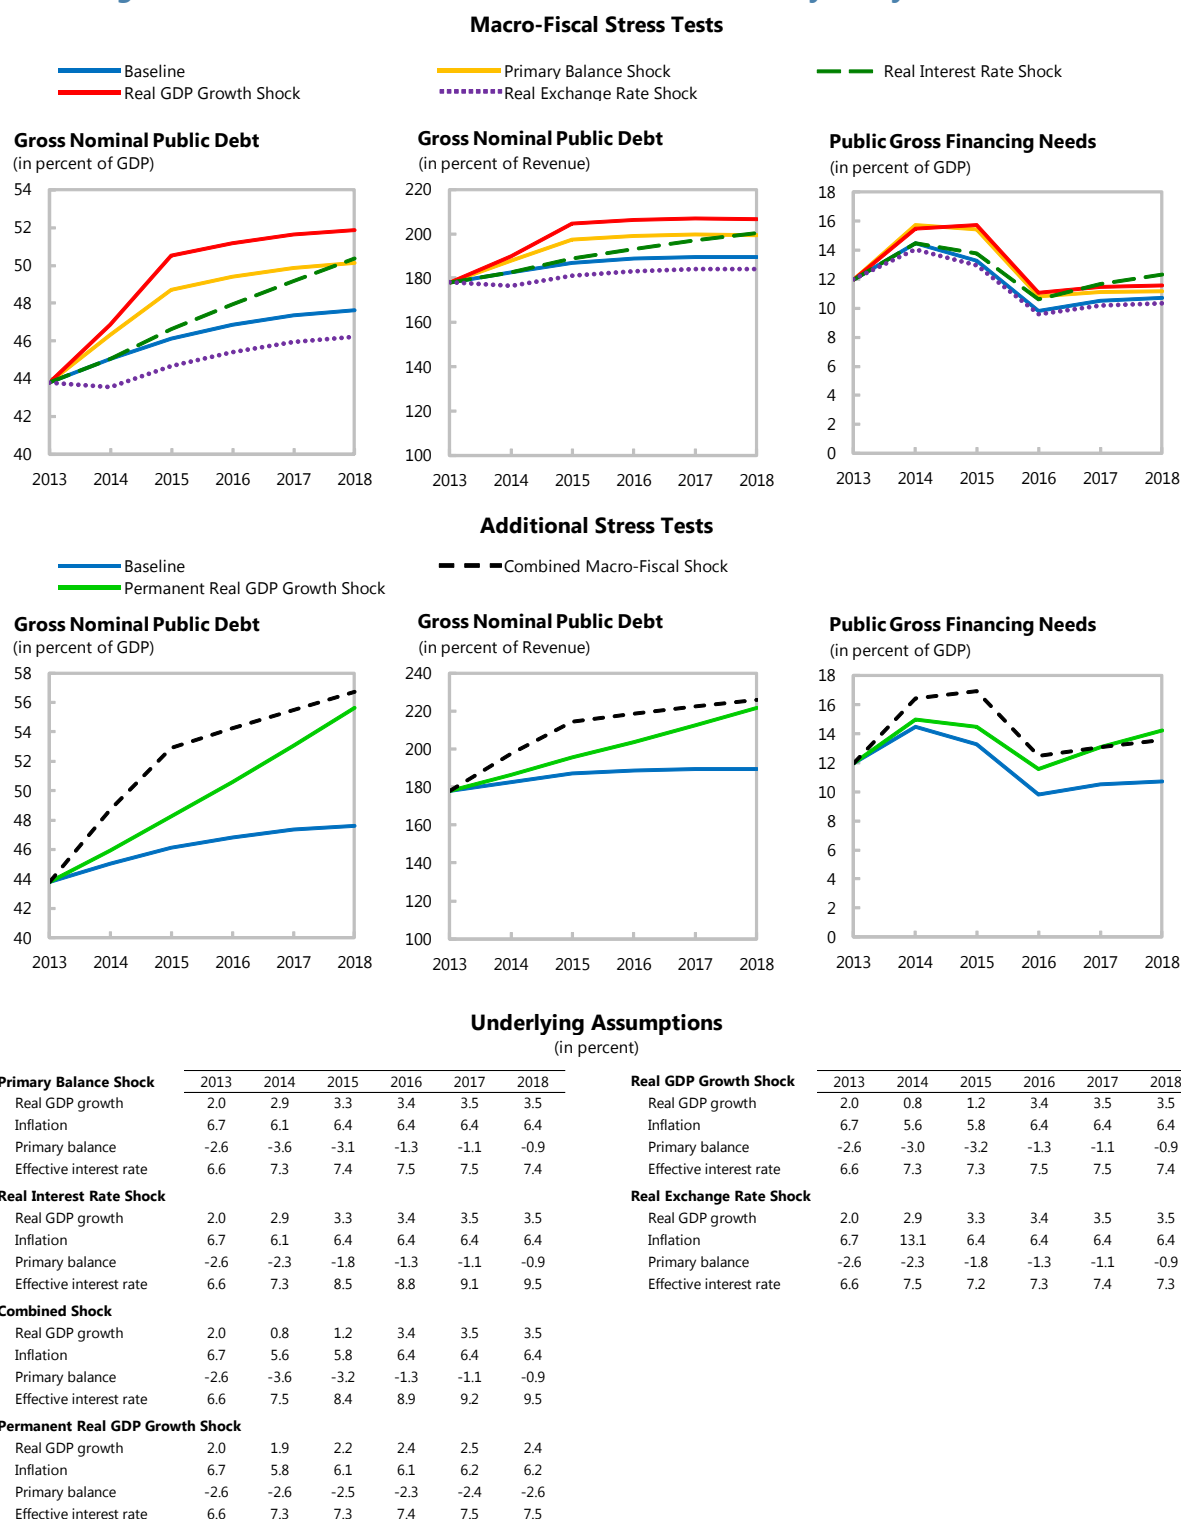 Macro-Fiscal Stress Tests
Baseline
Primary Balance Shock
Real Interest Rate Shock
Real GDP Growth Shock
Real Exchange Rate Shock
Gross Nominal Public Debt
(in percent of GDP)
54
52
50
48
46
44
42
40
2013 2014 2015 2016 2017 2018
Gross Nominal Public Debt
(in percent of Revenue)
220
200
180
160
140
120
100
2013 2014 2015 2016 2017 2018
Public Gross Financing Needs
(in percent of GDP)
18
16
14
12
10
8
6
4
2
0
2013 2014 2015 2016 2017 2018
Additional Stress Tests
Baseline
Combined Macro-Fiscal Shock
Permanent Real GDP Growth Shock
Gross Nominal Public Debt
(in percent of GDP)
58
56
54
52
50
48
46
44
42
40
2013 2014 2015 2016 2017 2018
Gross Nominal Public Debt
(in percent of Revenue)
240
220
200
180
160
140
120
100
2013 2014 2015 2016 2017 2018
Public Gross Financing Needs
(in percent of GDP)
18
16
14
12
10
8
6
4
2
0
2013 2014 2015 2016 2017 2018
Underlying Assumptions
(in percent)
Primary Balance Shock 2013 2014 2015 2016 2017 2018
Real GDP growth 2.0 2.9 3.3 3.4 3.5 3.5
Inflation 6.7 6.1 6.4 6.4 6.4 6.4
Primary balance -2.6 -3.6 -3.1 -1.3 -1.1 -0.9
Effective interest rate 6.6 7.3 7.4 7.5 7.5 7.4
Real Interest Rate Shock
Real GDP growth 2.0 2.9 3.3 3.4 3.5 3.5
Inflation 6.7 6.1 6.4 6.4 6.4 6.4
Primary balance -2.6 -2.3 -1.8 -1.3 -1.1 -0.9
Effective interest rate 6.6 7.3 8.5 8.8 9.1 9.5
Combined Shock
Real GDP growth 2.0 0.8 1.2 3.4 3.5 3.5
Inflation 6.7 5.6 5.8 6.4 6.4 6.4
Primary balance -2.6 -3.6 -3.2 -1.3 -1.1 -0.9
Effective interest rate 6.6 7.5 8.4 8.9 9.2 9.5
Permanent Real GDP Growth Shock
Real GDP growth 2.0 1.9 2.2 2.4 2.5 2.4
Inflation 6.7 5.8 6.1 6.1 6.2 6.2
Primary balance -2.6 -2.6 -2.5 -2.3 -2.4 -2.6
Effective interest rate 6.6 7.3 7.3 7.4 7.5 7.5
Real GDP Growth Shock 2013 2014 2015 2016 2017 2018
Real GDP growth 2.0 0.8 1.2 3.4 3.5 3.5
Inflation 6.7 5.6 5.8 6.4 6.4 6.4
Primary balance -2.6 -3.0 -3.2 -1.3 -1.1 -0.9
Effective interest rate 6.6 7.3 7.3 7.5 7.5 7.4
Real Exchange Rate Shock
Real GDP growth 2.0 2.9 3.3 3.4 3.5 3.5
Inflation 6.7 13.1 6.4 6.4 6.4 6.4
Primary balance -2.6 -2.3 -1.8 -1.3 -1.1 -0.9
Effective interest rate 6.6 7.5 7.2 7.3 7.4 7.3